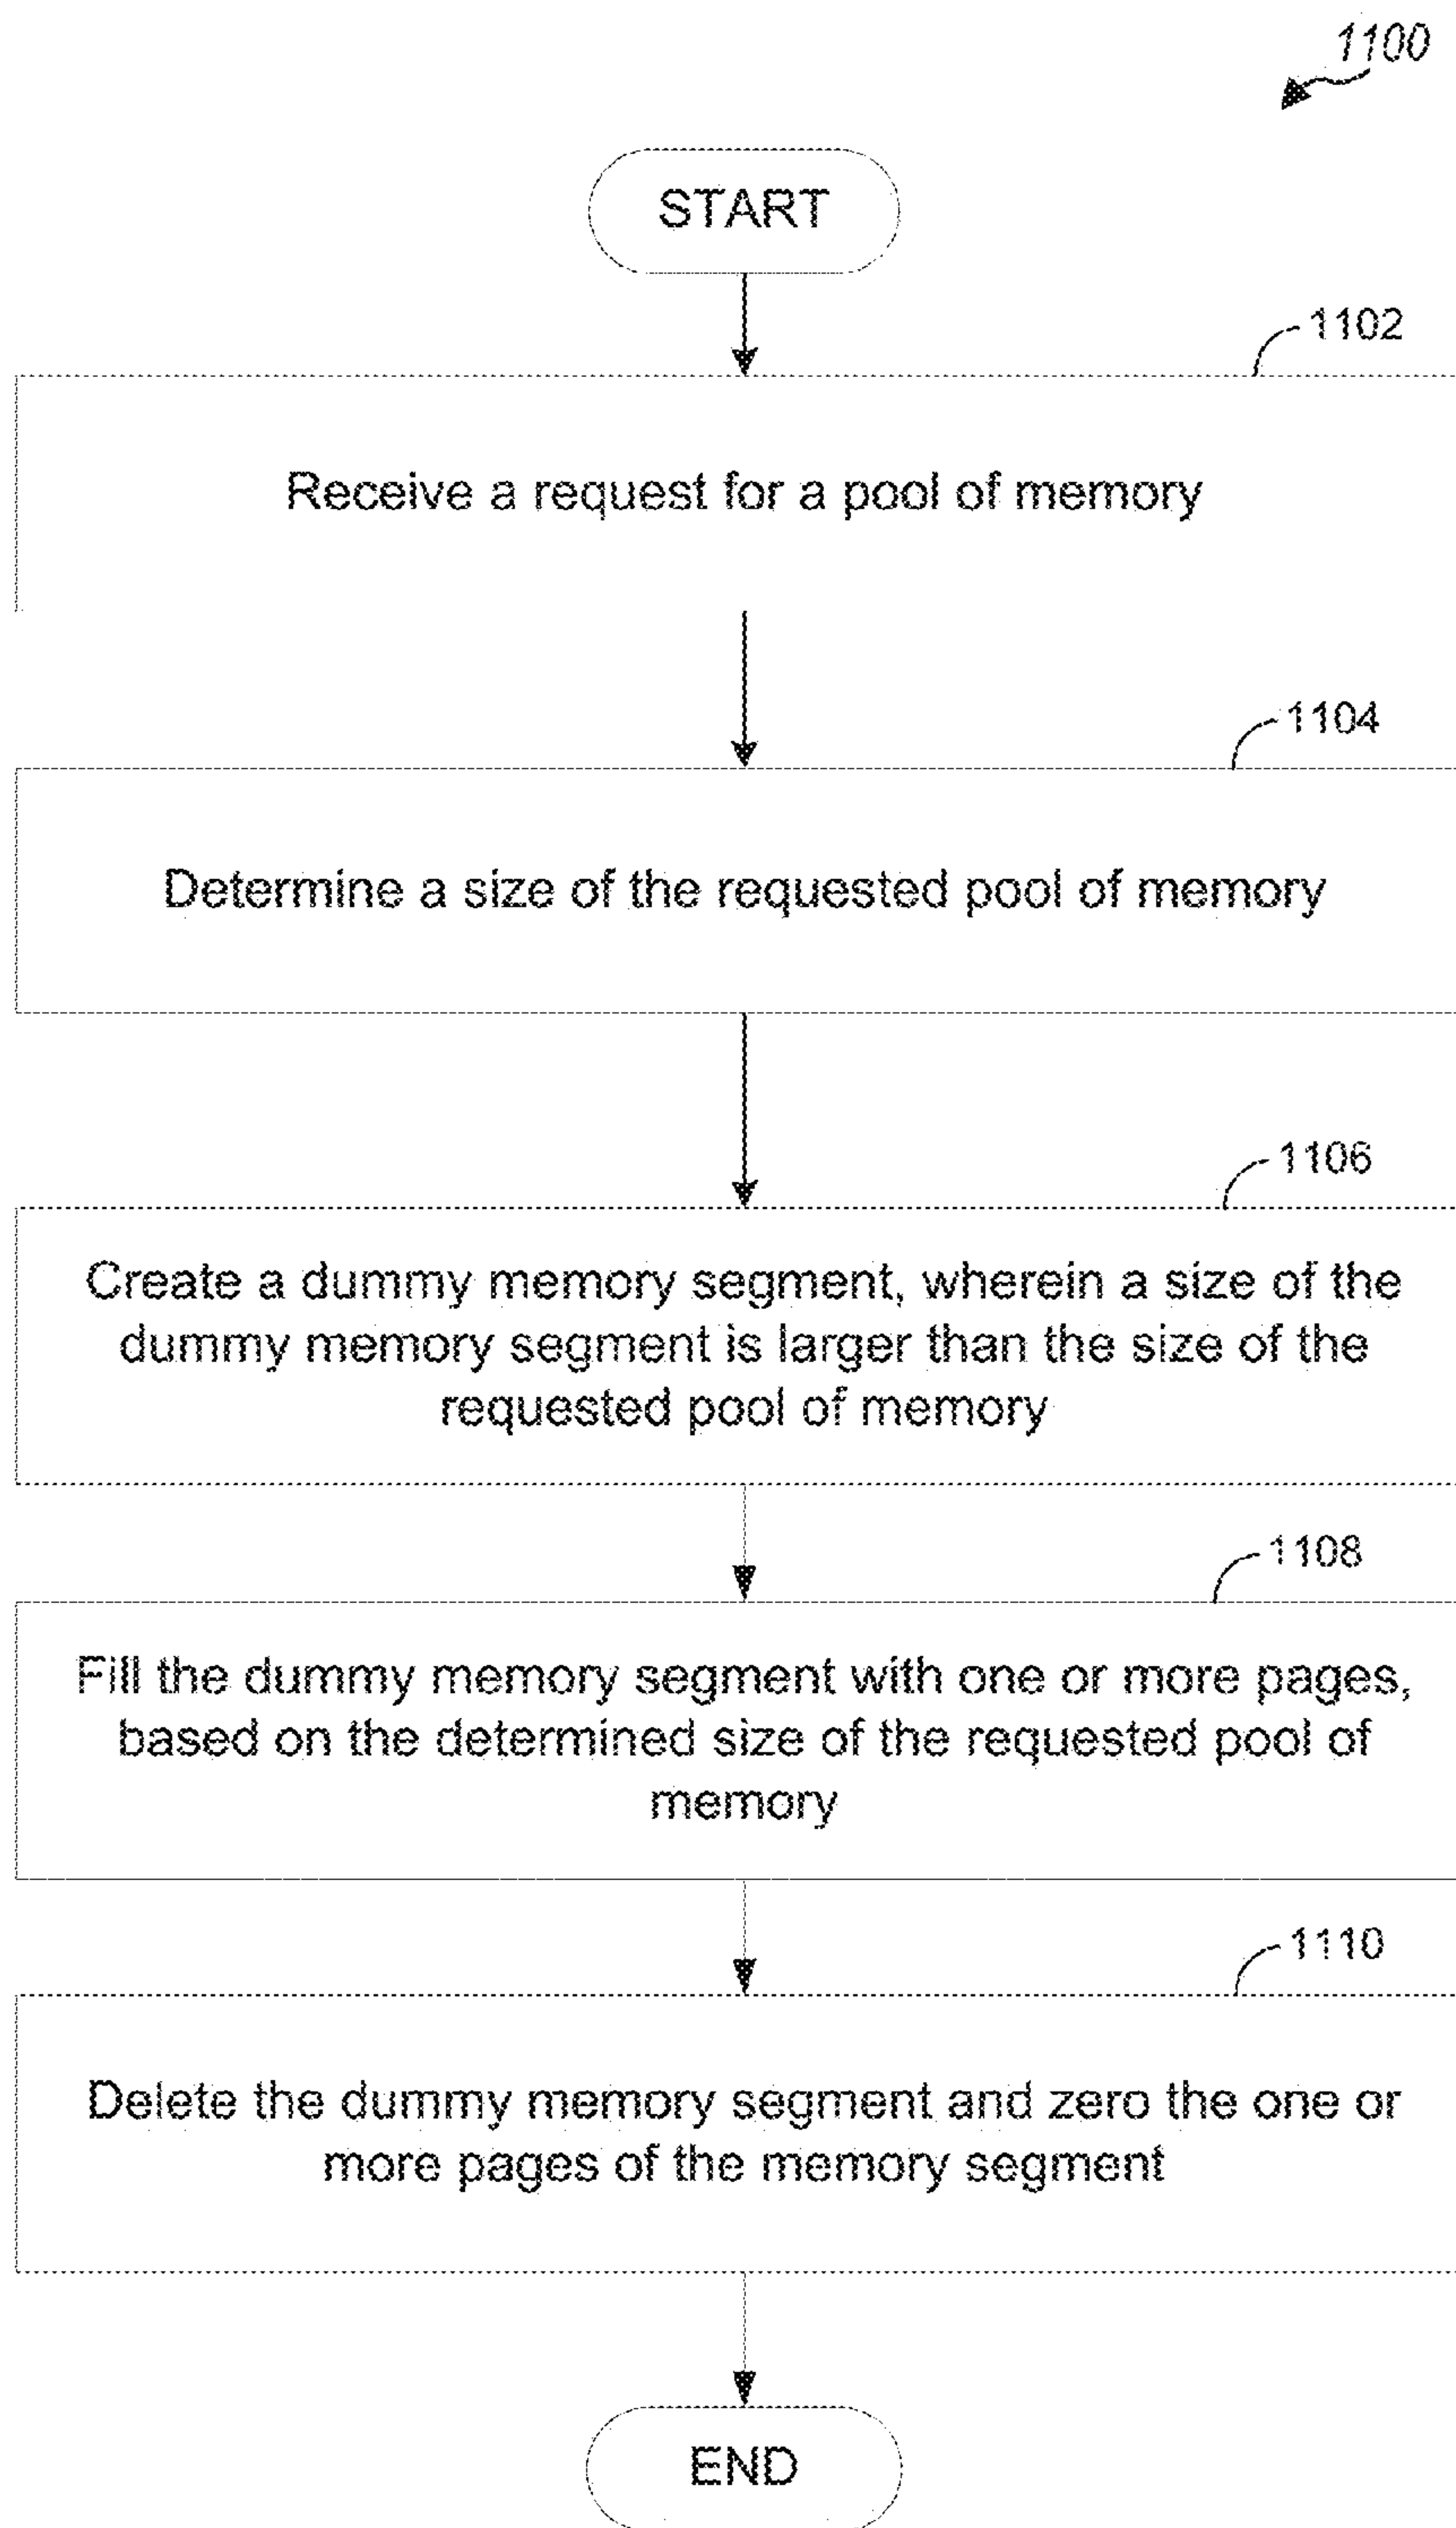 1100
START
1102
Receive a request for a pool of memory
1104
Determine a size of the requested pool of memory
1106
Create a dummy memory segment, wherein a size of the
dummy memory segment is larger than the size of the
requested pool of memory
1108
Fill the dummy memory segment with one or more pages,
based on the determined size of the requested pool of
memory
1110
Delete the dummy memory segment and zero the one or
more pages of the memory segment
END